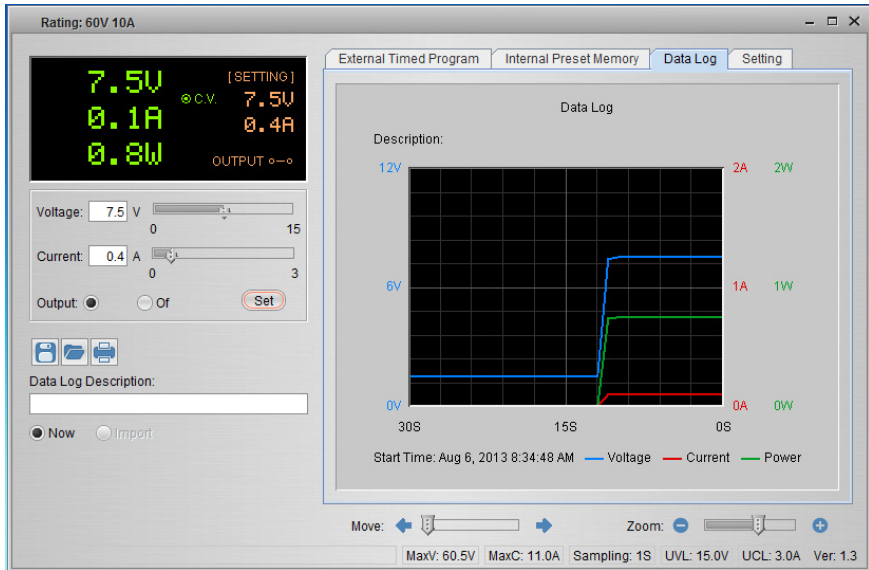 Rating: 60V 10A
7.5V
0.1A
0.8W
C.V.
[SETTING]
7.5V
0.4A
OUTPUT
Voltage: 7.5 V
0 15
Current: 0.4 A
0 3
Output: Of Set
Data Log Description:
Now Import
External Timed Program Internal Preset Memory Data Log Setting
Data Log
Description:
12V 2A 2W
6V 1A 1W
0V 0A 0W
30S 15S 0S
Start Time: Aug 6, 2013 8:34:48 AM Voltage Current Power
Move: Zoom:
MaxV: 60.5V MaxC: 11.0A Sampling: 1S UVL: 15.0V UCL: 3.0A Ver: 1.3